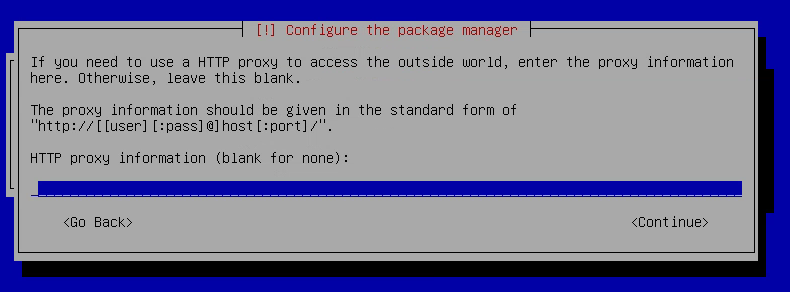 [!] Configure the package manager
If you need to use a HTTP proxy to access the outside world, enter the proxy information
here. Otherwise, leave this blank.
The proxy information should be given in the standard form of
"http://[[user][:pass]@]host[:port]/".
HTTP proxy information (blank for none):
<Go Back> <Continue>